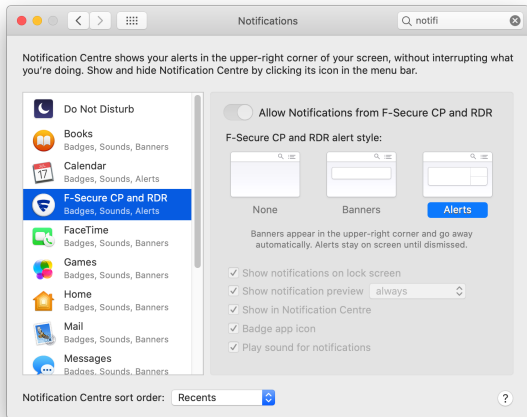 Notifications
notifi
Notification Centre shows your alerts in the upper-right corner of your screen, without interrupting what
you're doing. Show and hide Notification Centre by clicking its icon in the menu bar.
Do Not Disturb
Books
Badges, Sounds, Banners
17
Calendar
Badges, Sounds, Alerts
F-Secure CP and RDR
Badges, Sounds, Alerts
FaceTime
Badges, Sounds, Banners
Games
Badges, Sounds, Banners
Home
Badges, Sounds, Banners
Mail
Badges, Sounds, Banners
Messages
Badges, Sounds, Banners
Allow Notifications from F-Secure CP and RDR
F-Secure CP and RDR alert style:
None
Banners
Alerts
Banners appear in the upper-right corner and go away
automatically. Alerts stay on screen until dismissed.
Show notifications on lock screen
Show notification preview always
Show in Notification Centre
Badge app icon
Play sound for notifications
Notification Centre sort order: Recents
?